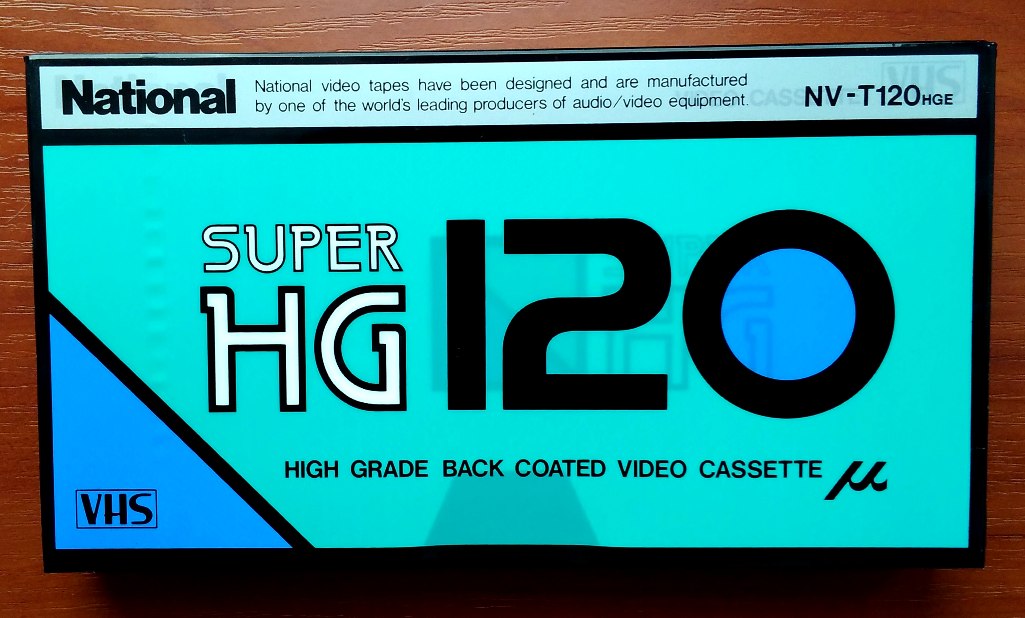 National
National video tapes have been designed and are manufactured
by one of the world's leading producers of audio/video equipment.
NV-T120HGE
SUPER
HG 120
HIGH GRADE BACK COATED VIDEO CASSETTE μ
VHS